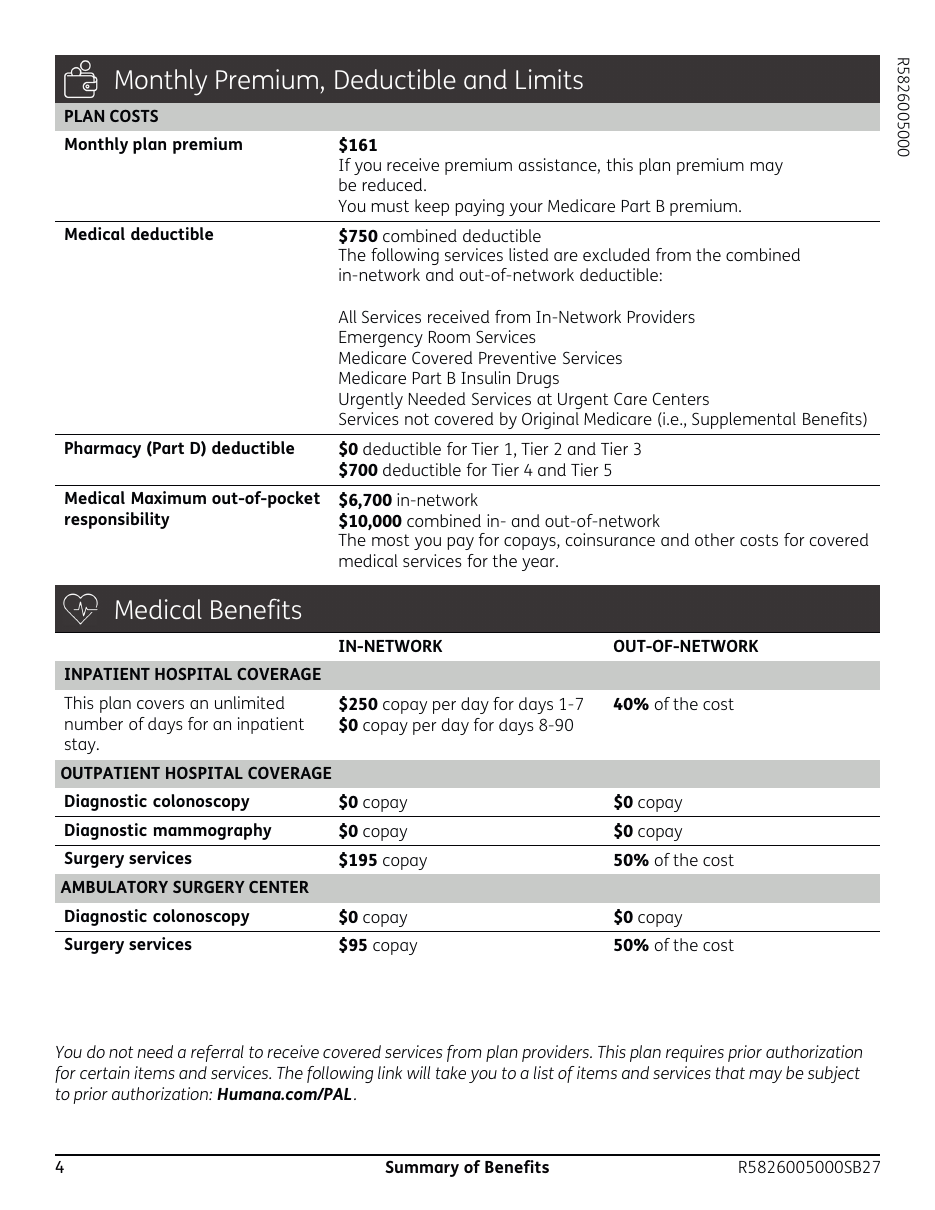 Monthly Premium, Deductible and Limits
R5826005000
PLAN COSTS
Monthly plan premium
$161
If you receive premium assistance, this plan premium may
be reduced.
You must keep paying your Medicare Part B premium.
Medical deductible
$750 combined deductible
The following services listed are excluded from the combined
in-network and out-of-network deductible:
All Services received from In-Network Providers
Emergency Room Services
Medicare Covered Preventive Services
Medicare Part B Insulin Drugs
Urgently Needed Services at Urgent Care Centers
Services not covered by Original Medicare (i.e., Supplemental Benefits)
Pharmacy (Part D) deductible
$0 deductible for Tier 1, Tier 2 and Tier 3
$700 deductible for Tier 4 and Tier 5
Medical Maximum out-of-pocket
responsibility
$6,700 in-network
$10,000 combined in- and out-of-network
The most you pay for copays, coinsurance and other costs for covered
medical services for the year.
Medical Benefits
IN-NETWORK OUT-OF-NETWORK
INPATIENT HOSPITAL COVERAGE
This plan covers an unlimited
number of days for an inpatient
stay.
$250 copay per day for days 1-7
$0 copay per day for days 8-90
40% of the cost
OUTPATIENT HOSPITAL COVERAGE
Diagnostic colonoscopy $0 copay $0 copay
Diagnostic mammography $0 copay $0 copay
Surgery services $195 copay 50% of the cost
AMBULATORY SURGERY CENTER
Diagnostic colonoscopy $0 copay $0 copay
Surgery services $95 copay 50% of the cost
You do not need a referral to receive covered services from plan providers. This plan requires prior authorization
for certain items and services. The following link will take you to a list of items and services that may be subject
to prior authorization: Humana.com/PAL.
4 Summary of Benefits R5826005000SB27